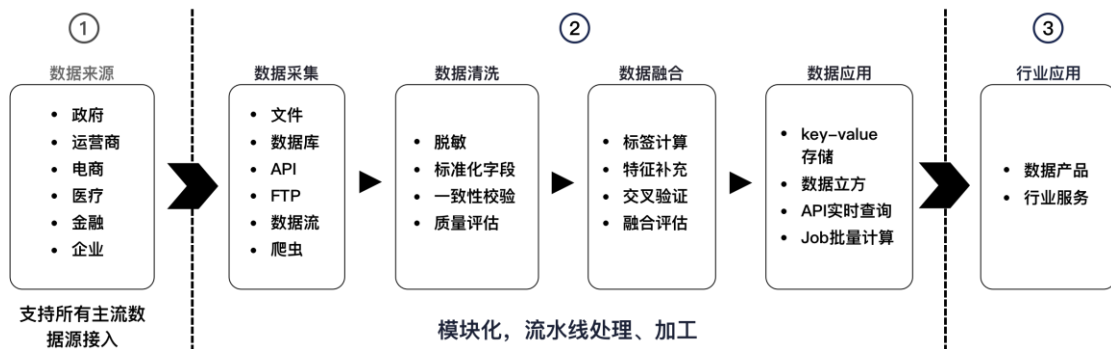 ①
②
③
数据来源
政府
运营商
电商
医疗
金融
企业
支持所有主流数
据源接入
数据采集
文件
数据库
API
FTP
数据流
爬虫
数据清洗
脱敏
标准化字段
一致性校验
质量评估
数据融合
标签计算
特征补充
交叉验证
融合评估
数据应用
key-value
存储
数据立方
API实时查询
Job批量计算
模块化，流水线处理、加工
行业应用
数据产品
行业服务